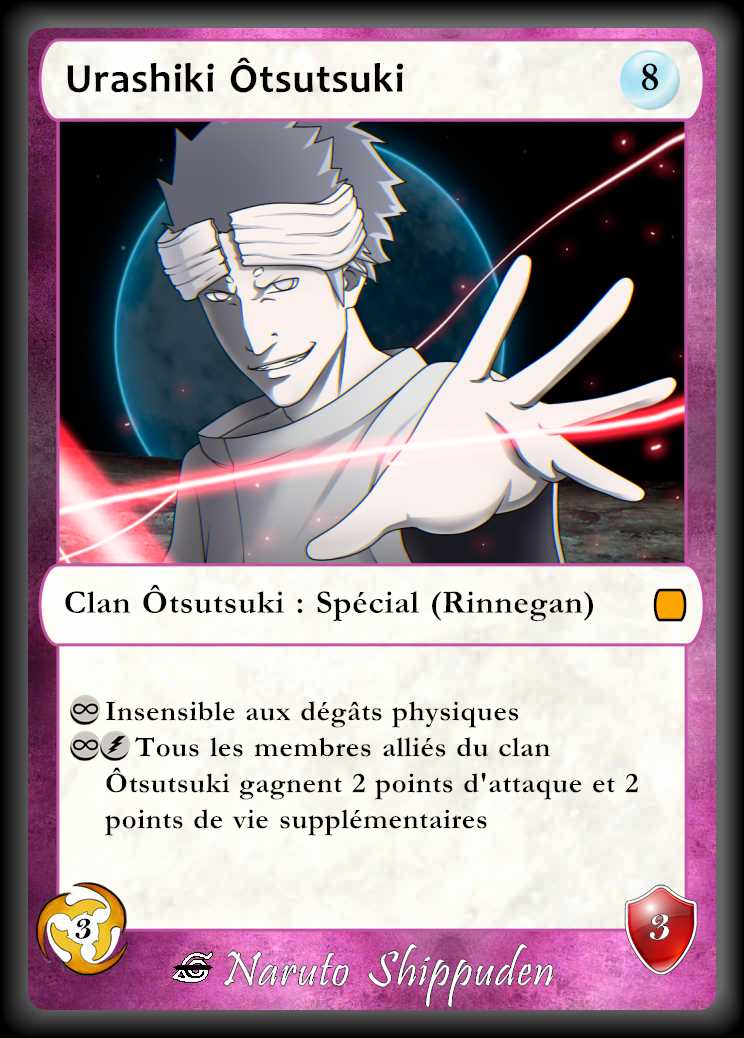 Urashiki Ôtsutsuki
8
Clan Ôtsutsuki : Spécial (Rinnegan)
∞ Insensible aux dégâts physiques
∞ Tous les membres alliés du clan
Ôtsutsuki gagnent 2 points d'attaque et 2
points de vie supplémentaires
3
3
Naruto Shippuden